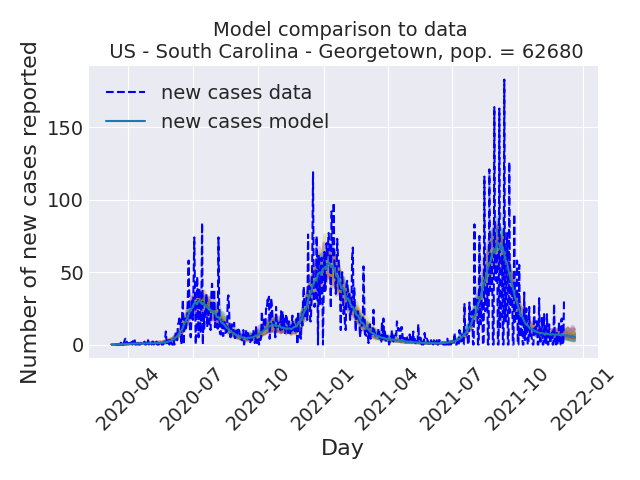 Model comparison to data
US - South Carolina - Georgetown, pop. = 62680
new cases data
new cases model
Number of new cases reported
150
100
50
0
2020-04
2020-07
2020-10
2021-01
2021-04
2021-07
2021-10
2022-01
Day